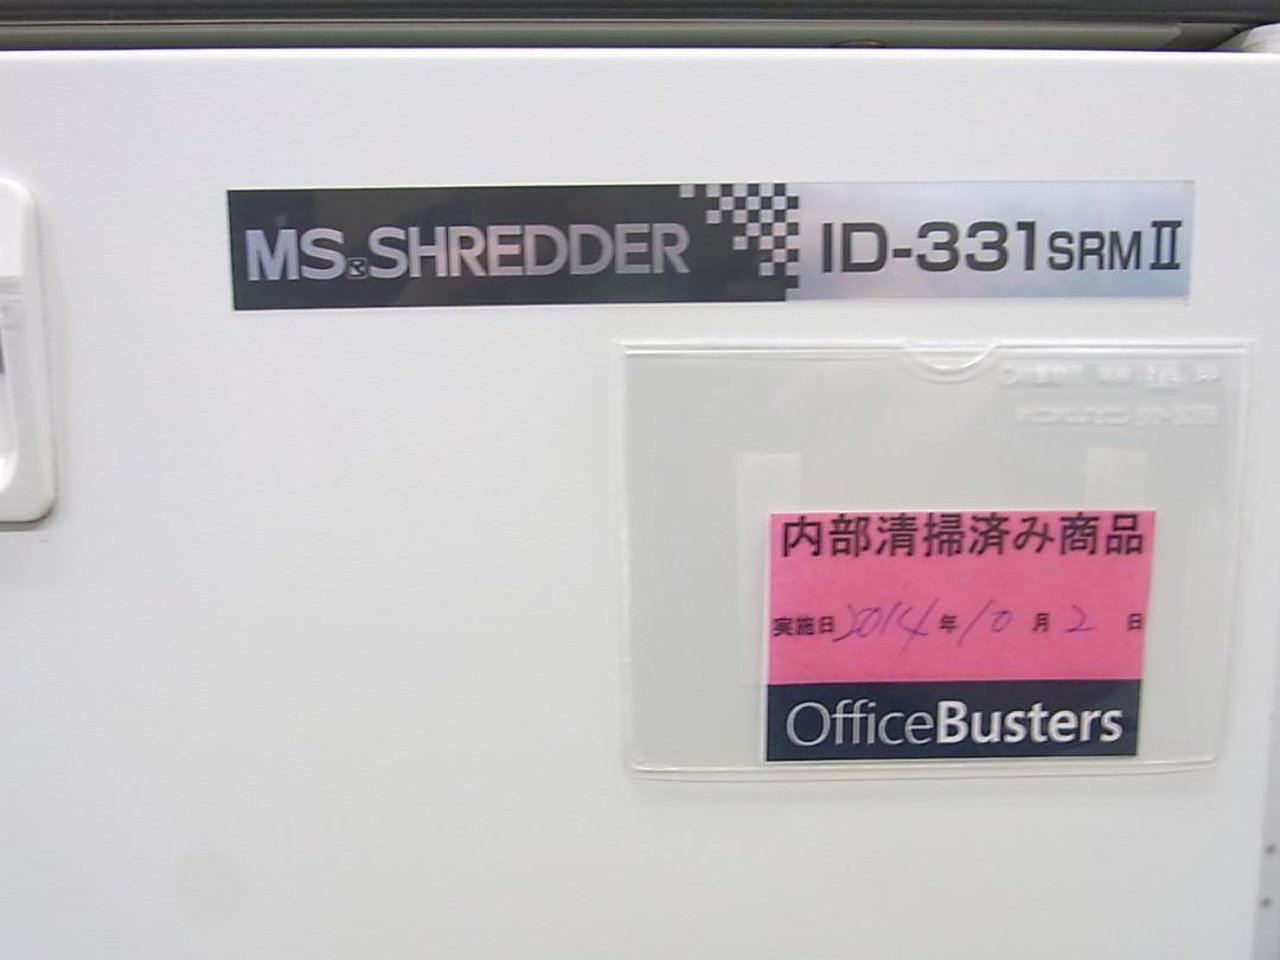 MS.SHREDDER ID-331SRMⅡ
内部清掃済み商品
実施日 2014年10月2日
OfficeBusters